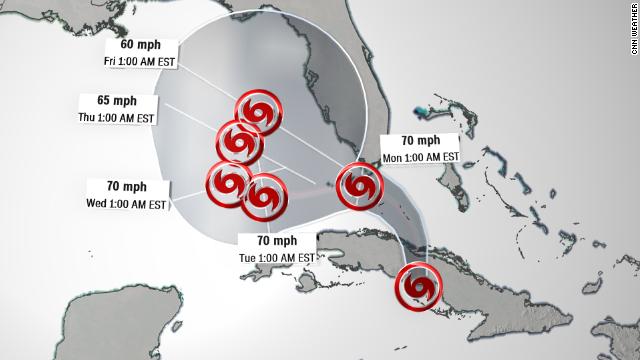 60 mph
Fri 1:00 AM EST
65 mph
Thu 1:00 AM EST
70 mph
Mon 1:00 AM EST
70 mph
Wed 1:00 AM EST
70 mph
Tue 1:00 AM EST
CNN WEATHER